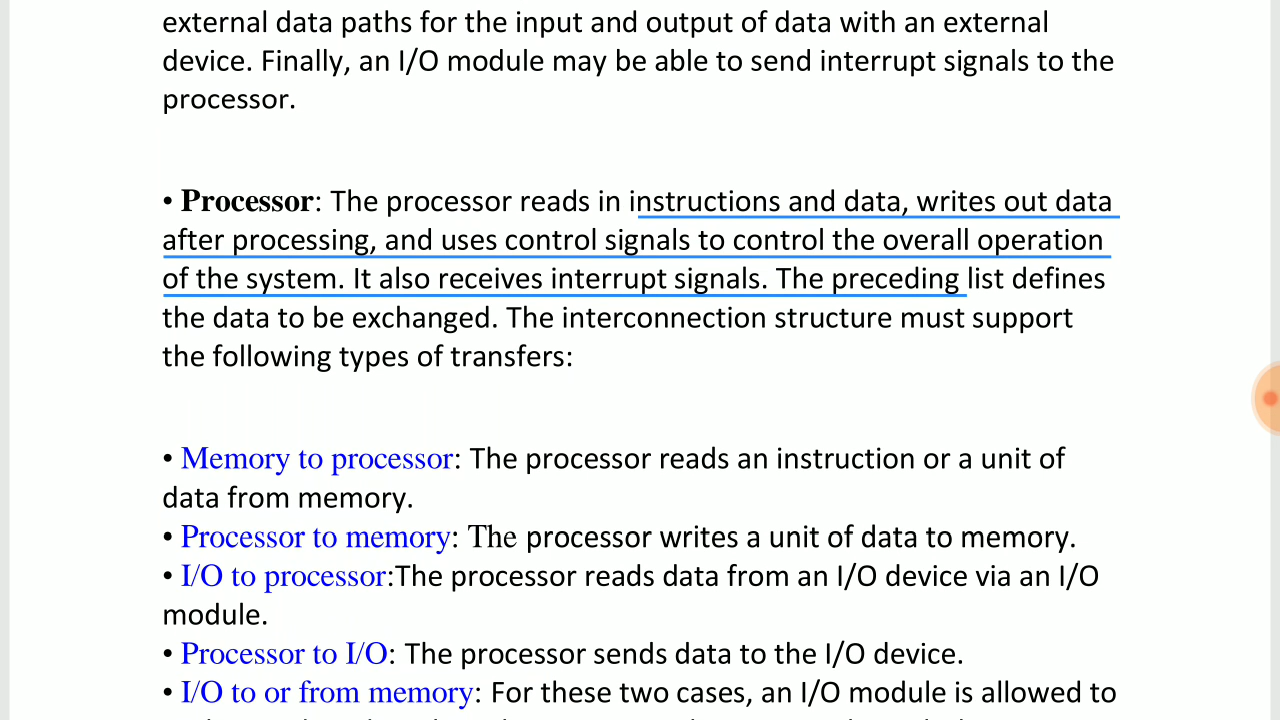 external data paths for the input and output of data with an external
device. Finally, an I/O module may be able to send interrupt signals to the
processor.
• Processor: The processor reads in instructions and data, writes out data
after processing, and uses control signals to control the overall operation
of the system. It also receives interrupt signals. The preceding list defines
the data to be exchanged. The interconnection structure must support
the following types of transfers:
• Memory to processor: The processor reads an instruction or a unit of
data from memory.
• Processor to memory: The processor writes a unit of data to memory.
• I/O to processor:The processor reads data from an I/O device via an I/O
module.
• Processor to I/O: The processor sends data to the I/O device.
• I/O to or from memory: For these two cases, an I/O module is allowed to